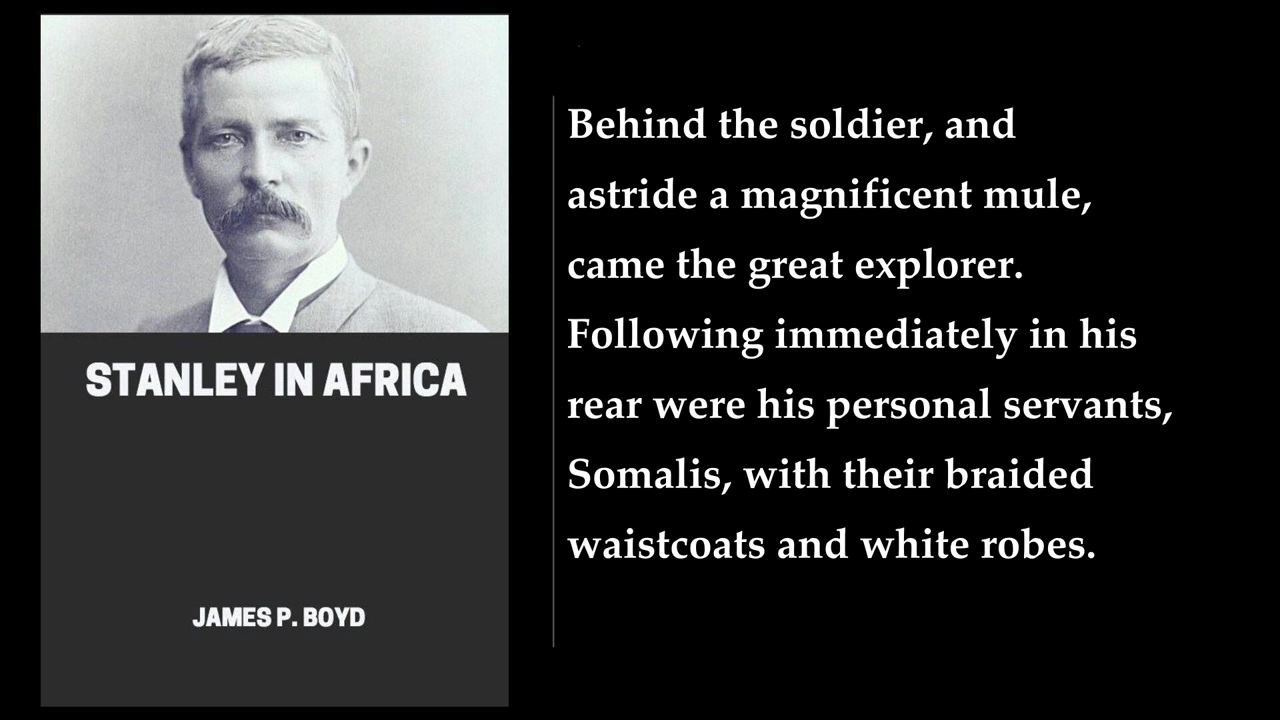 STANLEY IN AFRICA
JAMES P. BOYD
Behind the soldier, and
astride a magnificent mule,
came the great explorer.
Following immediately in his
rear were his personal servants,
Somalis, with their braided
waistcoats and white robes.